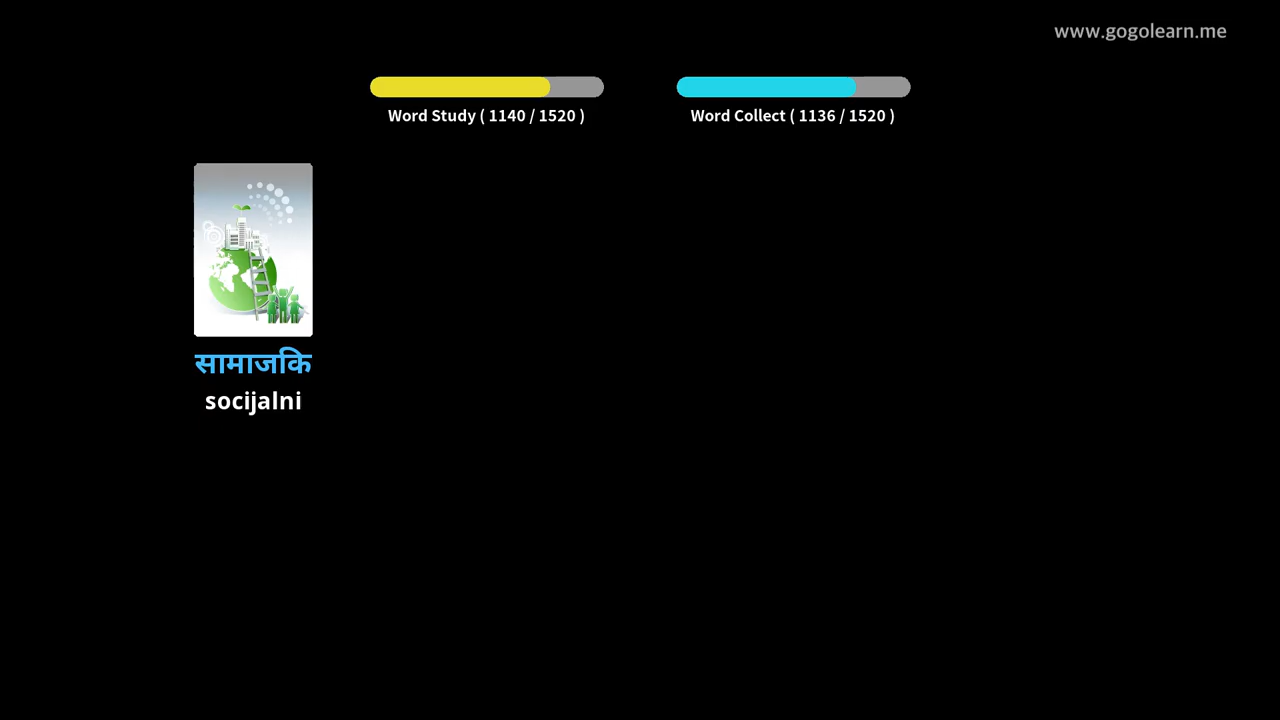 www.gogolearn.me
Word Study ( 1140 / 1520 )
Word Collect ( 1136 / 1520 )
सामाजकि
socijalni